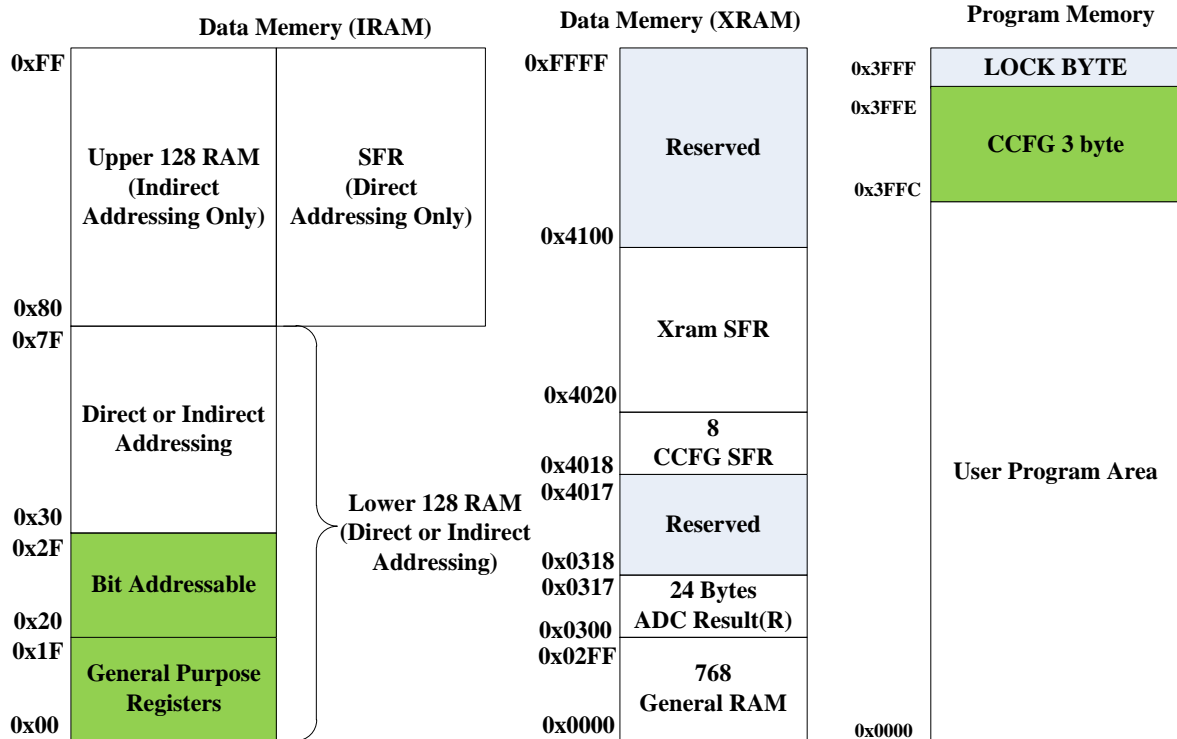 Data Memery (IRAM)
0xFF
Upper 128 RAM
(Indirect
Addressing Only)
SFR
(Direct
Addressing Only)
0x80
0x7F
Direct or Indirect
Addressing
0x30
0x2F
Bit Addressable
0x20
0x1F
General Purpose
Registers
0x00
Lower 128 RAM
(Direct or Indirect
Addressing)
Data Memery (XRAM)
0xFFFF
Reserved
0x4100
Xram SFR
0x4020
8
CCFG SFR
0x4018
0x4017
Reserved
0x0318
0x0317
24 Bytes
ADC Result(R)
0x0300
0x02FF
768
General RAM
0x0000
Program Memory
0x3FFF
LOCK BYTE
0x3FFE
CCFG 3 byte
0x3FFC
User Program Area
0x0000